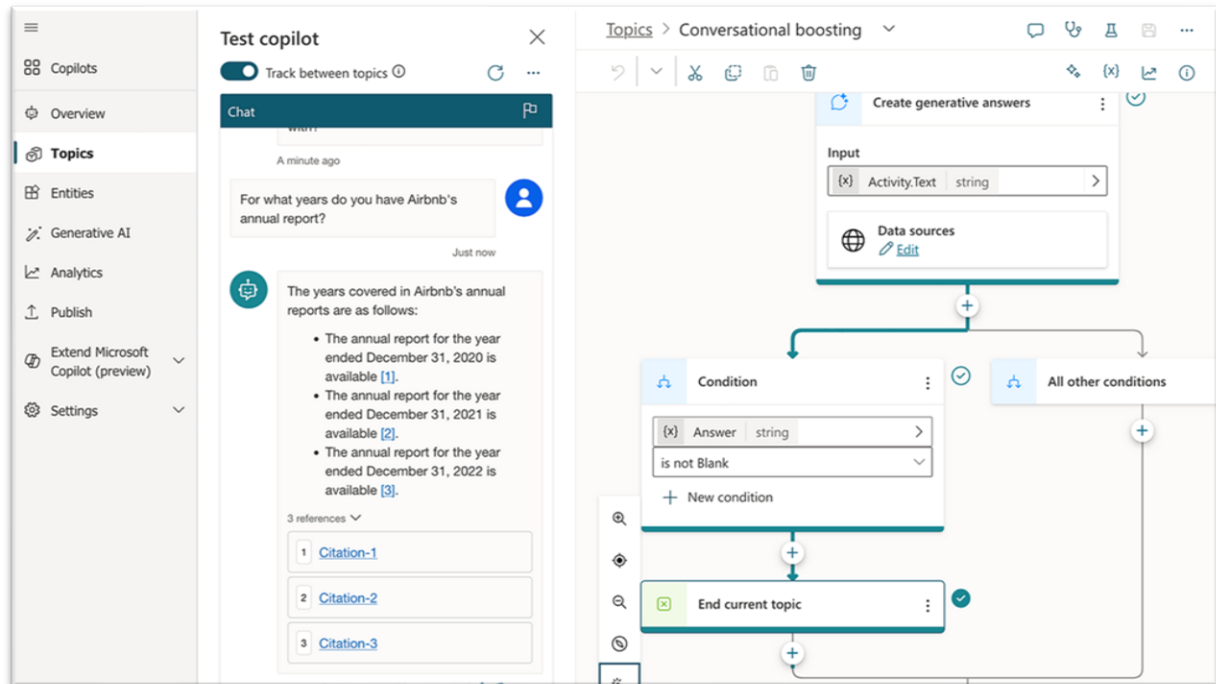 Copilots
Overview
Topics
Entities
Generative AI
Analytics
Publish
Extend Microsoft
Copilot (preview)
Settings
Test copilot
Track between topics
Chat
with?
A minute ago
For what years do you have Airbnb's
annual report?
Just now
The years covered in Airbnb's annual
reports are as follows:
• The annual report for the year
ended December 31, 2020 is
available [1].
• The annual report for the year
ended December 31, 2021 is
available [2].
• The annual report for the year
ended December 31, 2022 is
available [3].
3 references
1 Citation-1
2 Citation-2
3 Citation-3
Topics > Conversational boosting
Create generative answers
Input
{x} Activity.Text string
Data sources
Edit
Condition
All other conditions
{x} Answer string
is not Blank
New condition
End current topic